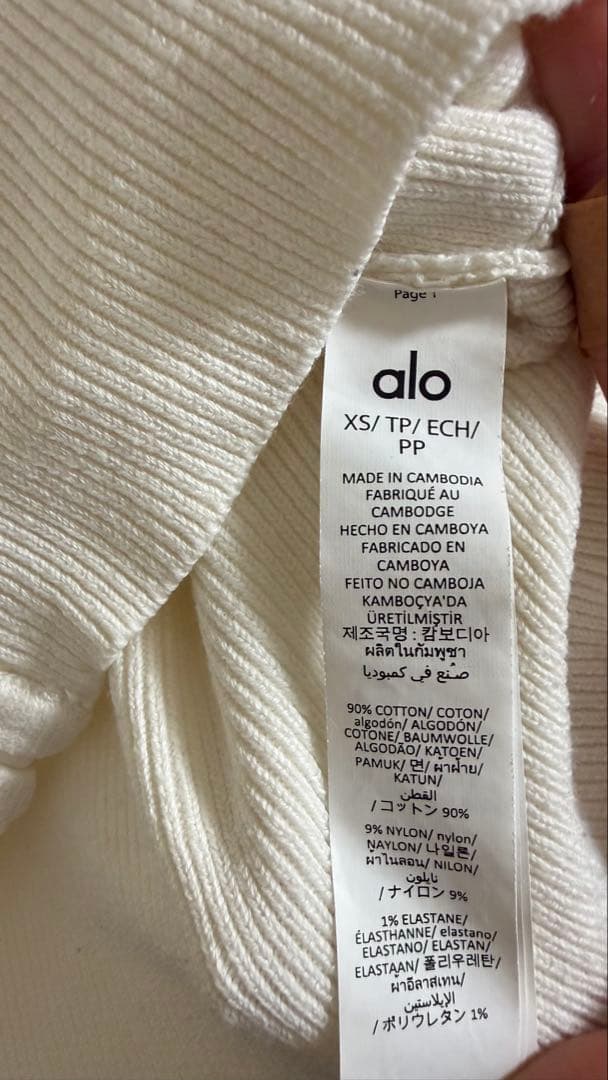 Page 1
alo
XS/ TP/ ECH/
PP
MADE IN CAMBODIA
FABRIQUÉ AU
CAMBODGE
HECHO EN CAMBOYA
FABRICADO EN
CAMBOYA
FEITO NO CAMBOJA
KAMBOÇYA'DA
ÜRETİLMİŞTİR
제조국명 : 캄보디아
ผลิตในกัมพูชา
صنع في كمبوديا
90% COTTON/ COTON/
algodón/ ALGODÓN/
COTONE/ BAUMWOLLE/
ALGODÃO/ KATOEN/
PAMUK/ 면/ ผ้าฝ้าย/
KATUN/
القطن
/ コットン 90%
9% NYLON/ nylon/
NAYLON/ 나일론/
ผ้าไนลอน/ NILON/
نايلون
/ ナイロン 9%
1% ELASTANE/
ÉLASTHANNE/ elastano/
ELASTANO/ ELASTAN/
ELASTAAN/ 폴리우레탄/
ผ้าอีลาสเทน/
الإيلاستين
/ ポリウレタン 1%